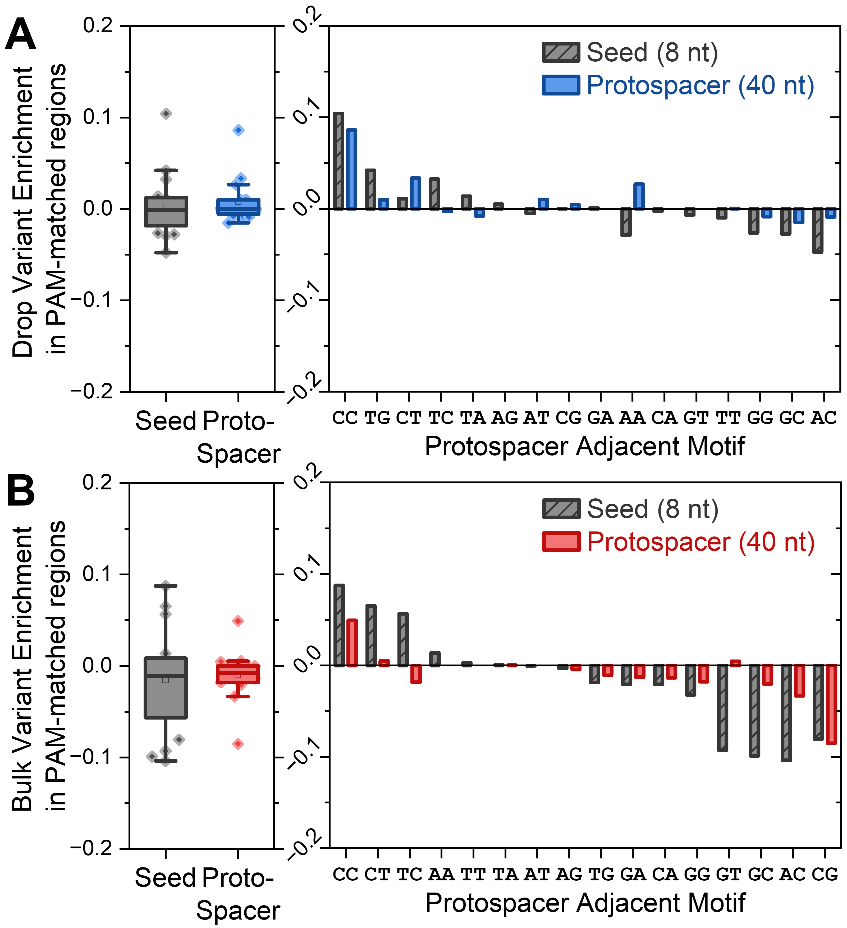 A
Drop Variant Enrichment
in PAM-matched regions
0.2
0.1
0.0
−0.1
−0.2
Seed Proto-
Spacer
0.2
0.1
0.0
−0.1
−0.2
Seed (8 nt)
Protospacer (40 nt)
CC TG CT TC TA AG AT CG GA AA CA GT TT GG GC AC
Protospacer Adjacent Motif
B
Bulk Variant Enrichment
in PAM-matched regions
0.2
0.1
0.0
−0.1
−0.2
Seed Proto-
Spacer
0.2
0.1
0.0
−0.1
−0.2
Seed (8 nt)
Protospacer (40 nt)
CC CT TC AA TT TA AT AG TG GA CA GG GT GC AC CG
Protospacer Adjacent Motif